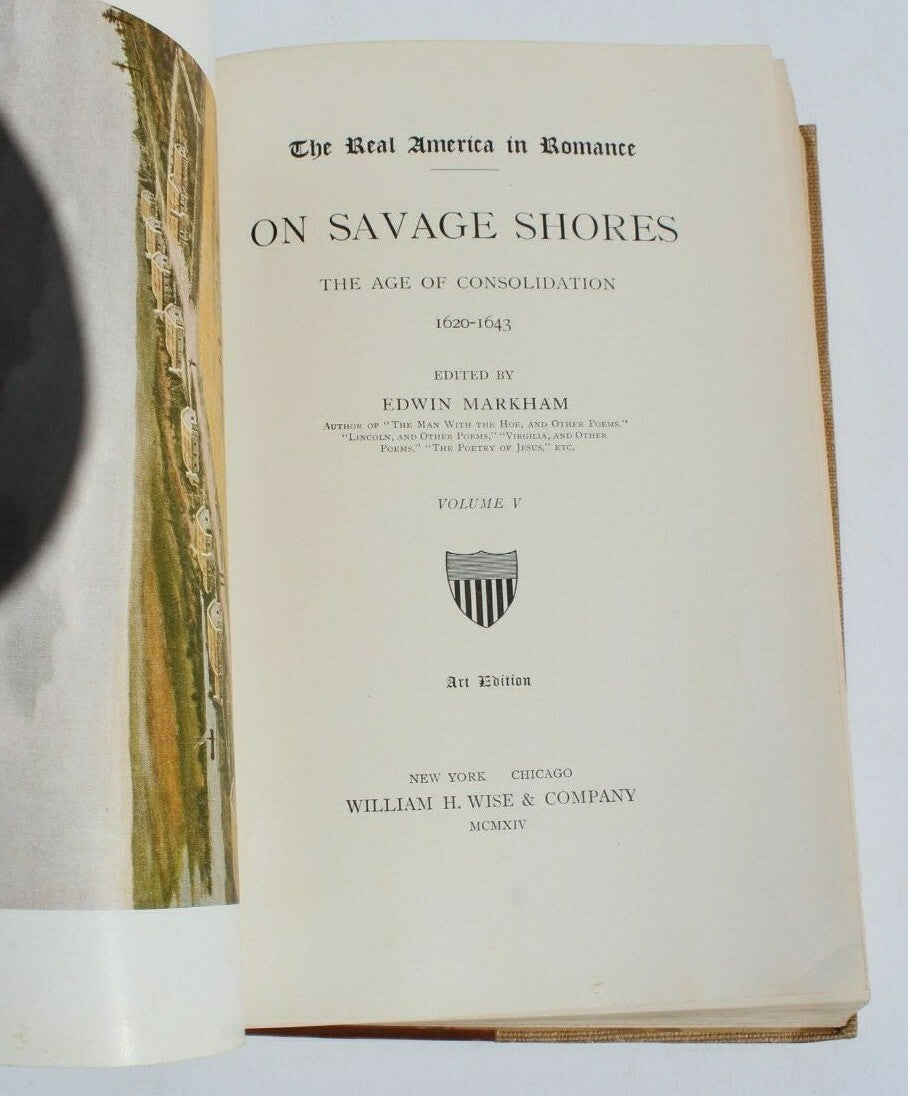 The Real America in Romance
ON SAVAGE SHORES
THE AGE OF CONSOLIDATION
1620-1643
EDITED BY
EDWIN MARKHAM
AUTHOR OF "THE MAN WITH THE HOE, AND OTHER POEMS,"
"LINCOLN, AND OTHER POEMS," "VIRGILIA, AND OTHER
POEMS," "THE POETRY OF JESUS," ETC.
VOLUME V
Art Edition
NEW YORK CHICAGO
WILLIAM H. WISE & COMPANY
MCMXIV